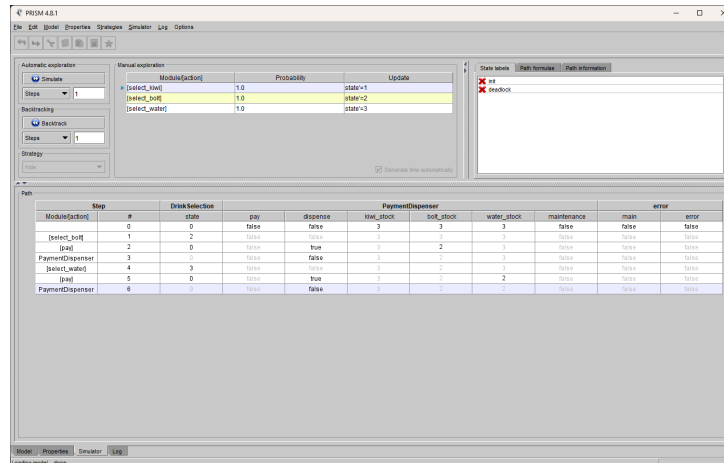 PRISM 4.8.1
File Edit Model Properties Strategies Simulator Log Options
Automatic exploration
Simulate
Steps 1
Backtracking
Backtrack
Steps 1
Strategy
Manual exploration
Module/[action] Probability Update
[select_kiwi] 1.0 state'=1
[select_bolt] 1.0 state'=2
[select_water] 1.0 state'=3
Generate time automatically
State labels Path formulae Path information
init
deadlock
Path
Step DrinkSelection PaymentDispenser error
Module/[action] # state pay dispense kiwi_stock bolt_stock water_stock maintenance main error
0 0 false false 3 3 3 false false false
[select_bolt] 1 2 false false 3 3 3 false false false
[pay] 2 0 false true 3 2 3 false false false
PaymentDispenser 3 0 false false 3 2 3 false false false
[select_water] 4 3 false false 3 2 3 false false false
[pay] 5 0 false true 3 2 2 false false false
PaymentDispenser 6 0 false false 3 2 2 false false false
Model Properties Simulator Log
Loading model... done.